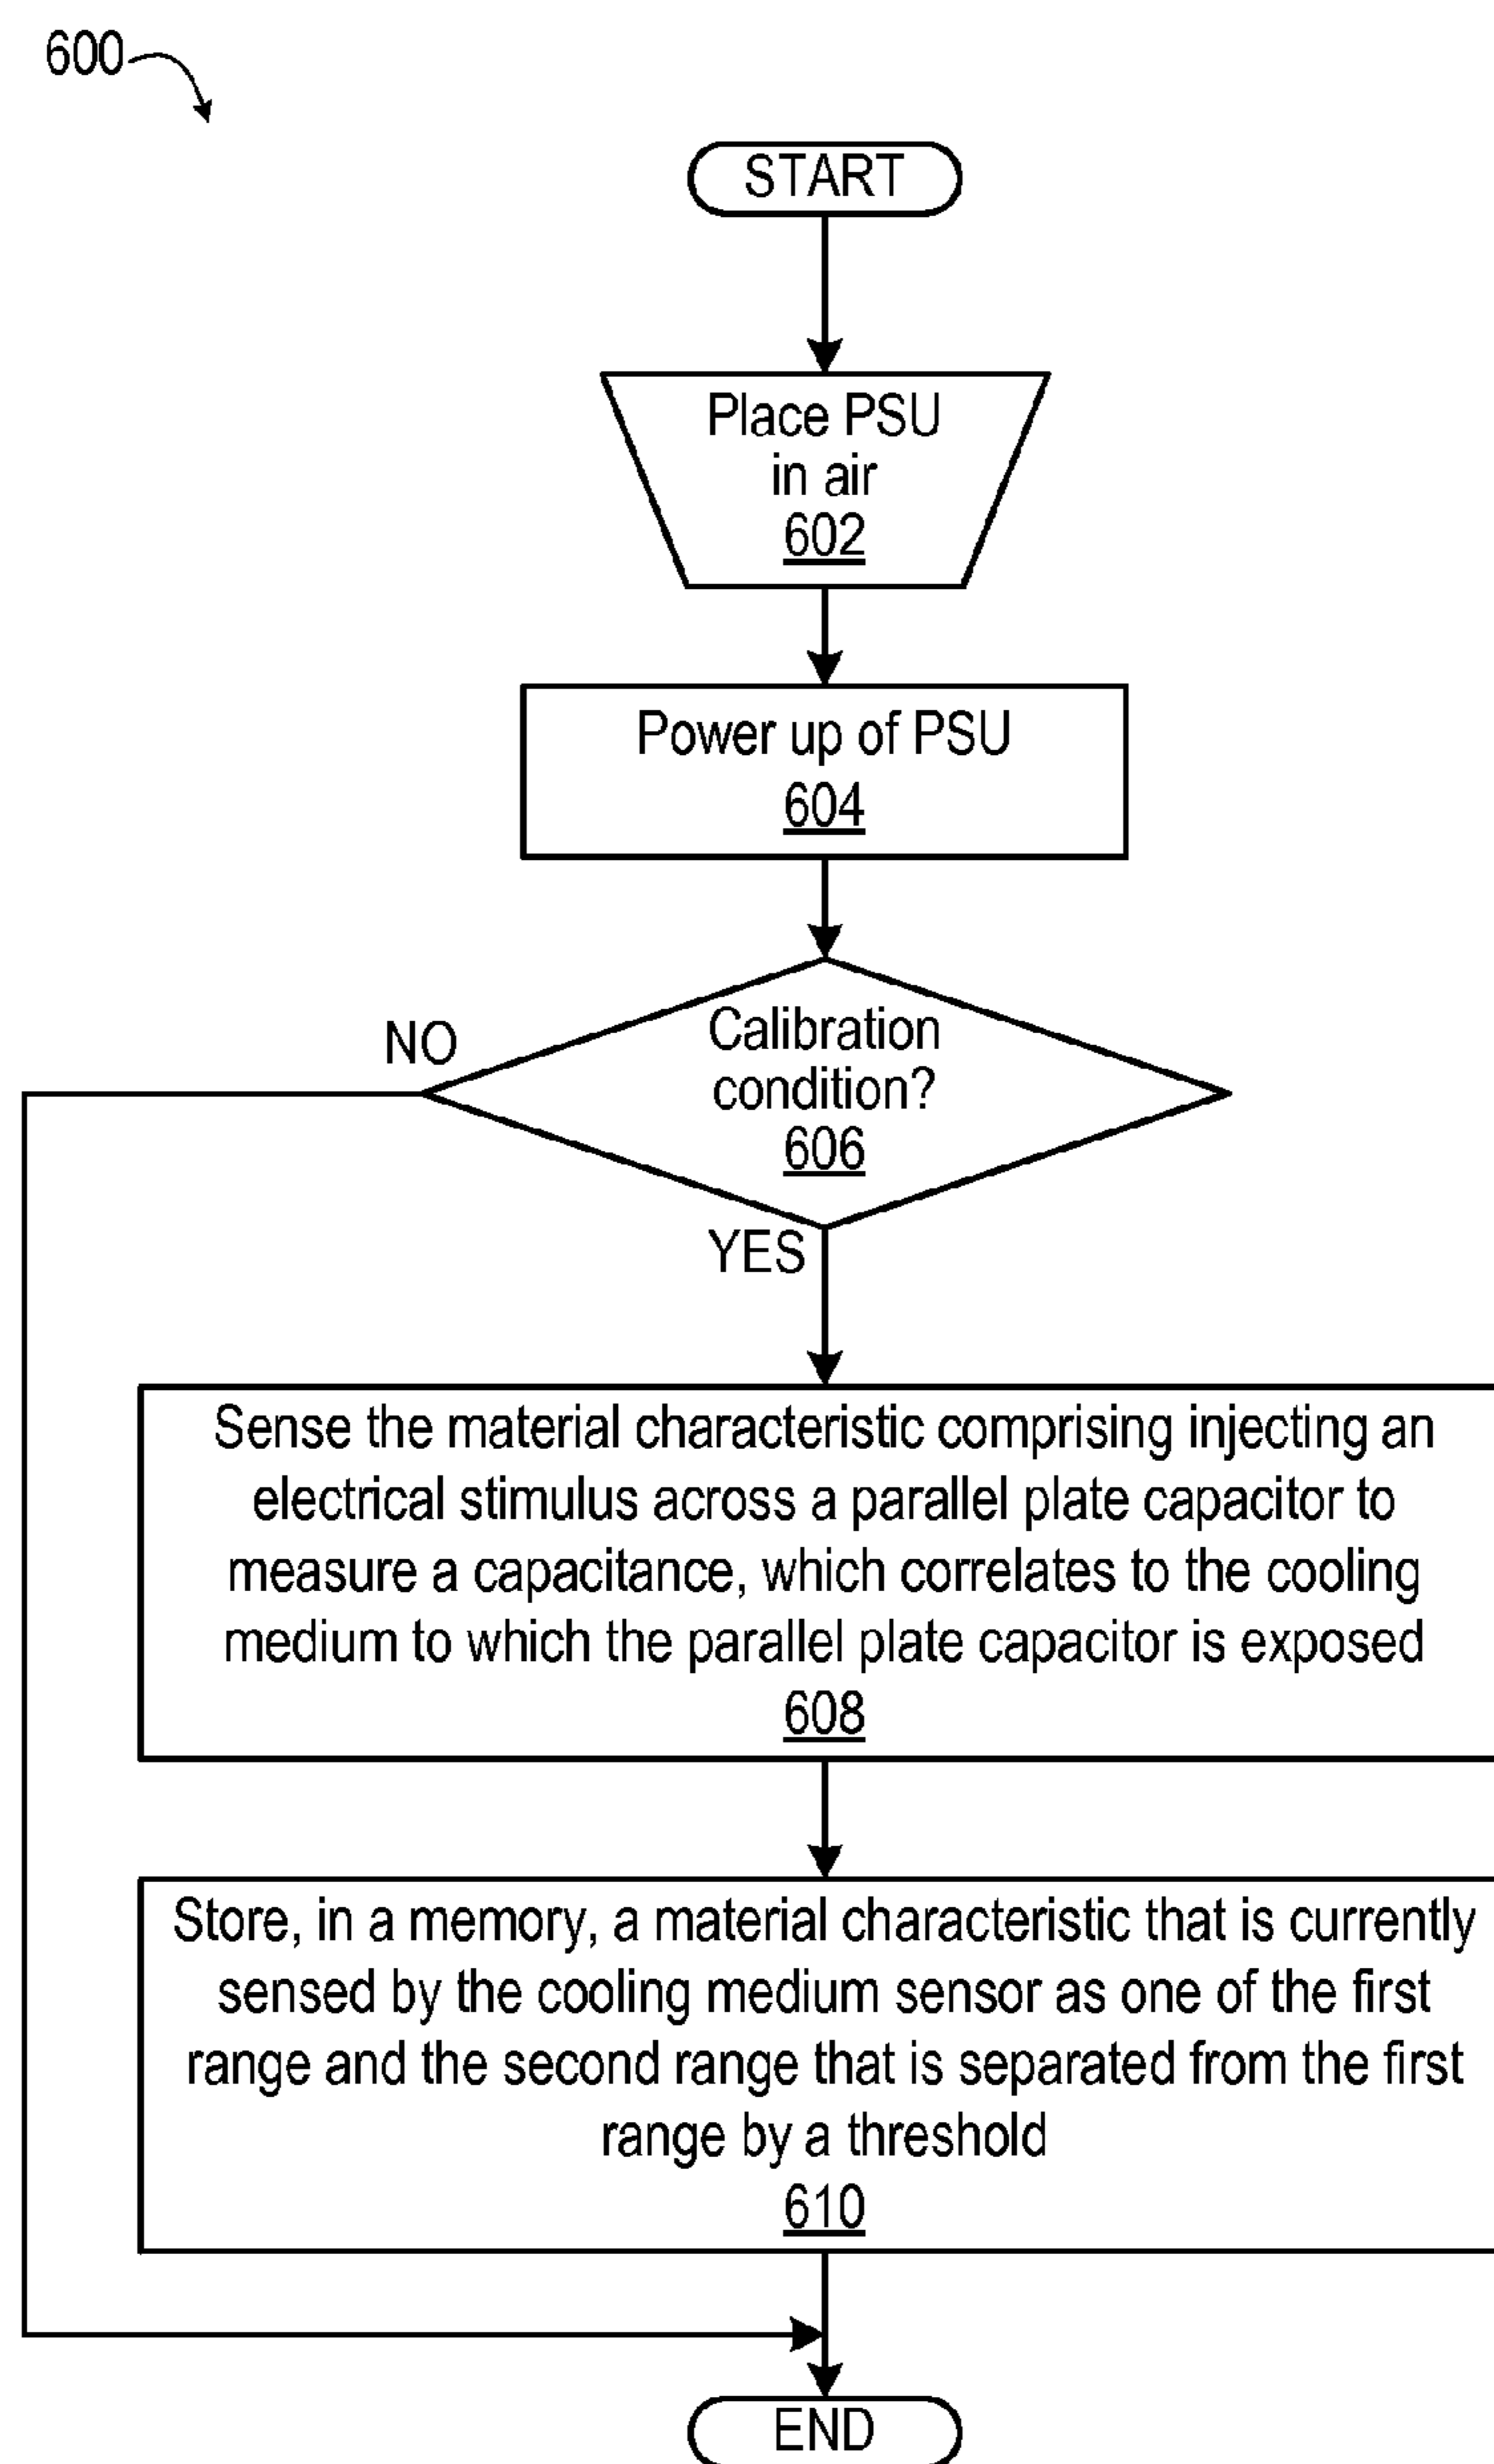 600
START
Place PSU
in air
602
Power up of PSU
604
Calibration
condition?
606
NO
YES
Sense the material characteristic comprising injecting an
electrical stimulus across a parallel plate capacitor to
measure a capacitance, which correlates to the cooling
medium to which the parallel plate capacitor is exposed
608
Store, in a memory, a material characteristic that is currently
sensed by the cooling medium sensor as one of the first
range and the second range that is separated from the first
range by a threshold
610
END